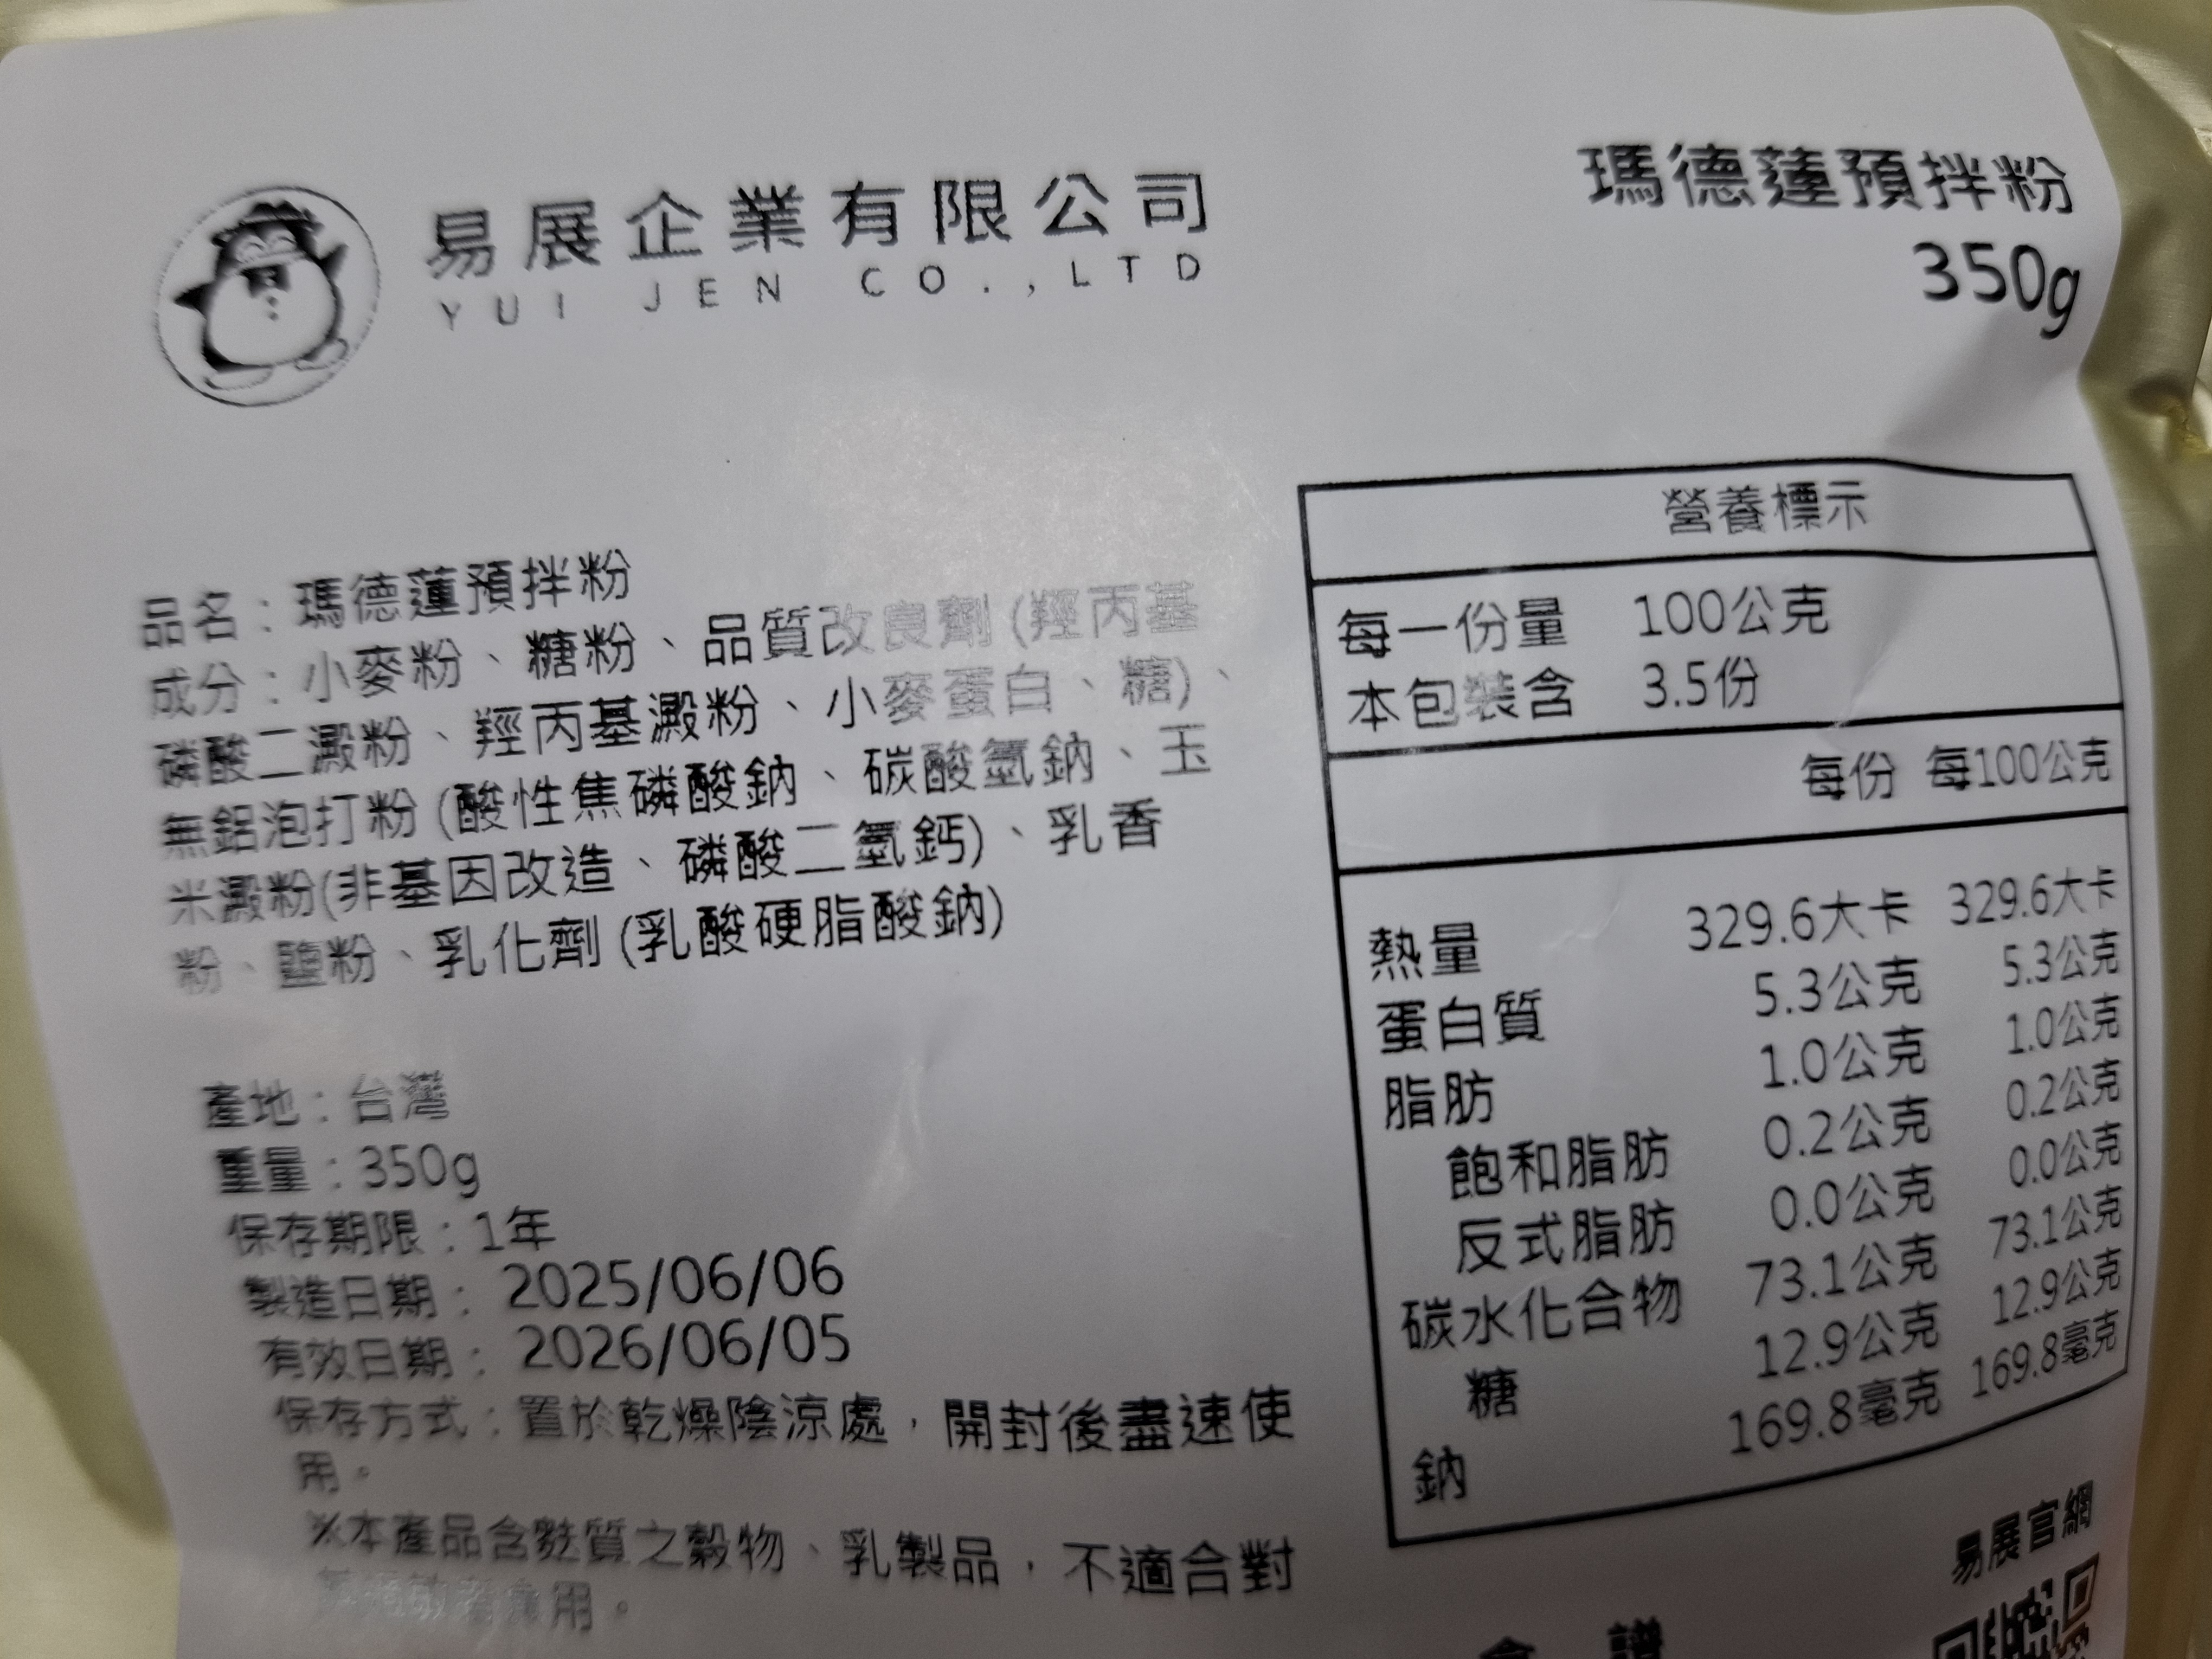 易展企業有限公司
YUI JEN CO.,LTD
瑪德蓮預拌粉
350g
品名：瑪德蓮預拌粉
成分：小麥粉、糖粉、品質改良劑(羥丙基
磷酸二澱粉、羥丙基澱粉、小麥蛋白、糖)、
無鋁泡打粉(酸性焦磷酸鈉、碳酸氫鈉、玉
米澱粉(非基因改造、磷酸二氫鈣)、乳香
粉、鹽粉、乳化劑(乳酸硬脂酸鈉)
產地：台灣
重量：350g
保存期限：1年
製造日期：2025/06/06
有效日期：2026/06/05
保存方式：置於乾燥陰涼處，開封後盡速使
用。
※本產品含麩質之穀物、乳製品，不適合對
其過敏者食用。
營養標示
每一份量 100公克
本包裝含 3.5份
每份 每100公克
熱量 329.6大卡 329.6大卡
蛋白質 5.3公克 5.3公克
脂肪 1.0公克 1.0公克
飽和脂肪 0.2公克 0.2公克
反式脂肪 0.0公克 0.0公克
碳水化合物 73.1公克 73.1公克
糖 12.9公克 12.9公克
鈉 169.8毫克 169.8毫克
易展官網
食譜